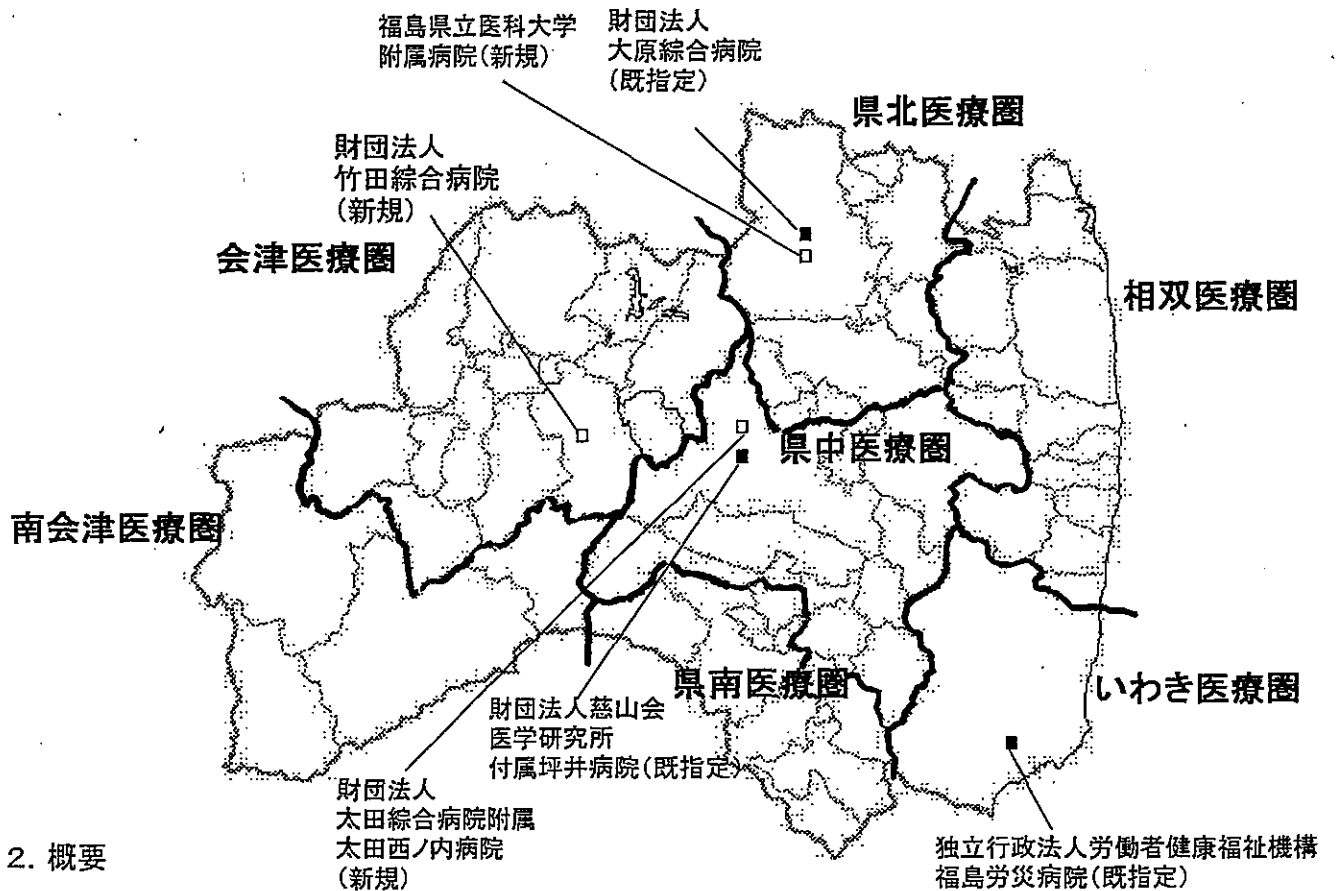 福島県立医科大学
附属病院(新規)
財団法人
大原綜合病院
(既指定)
県北医療圏
財団法人
竹田綜合病院
(新規)
会津医療圏
相双医療圏
県中医療圏
南会津医療圏
県南医療圏
いわき医療圏
財団法人慈山会
医学研究所
付属坪井病院(既指定)
財団法人
太田綜合病院附属
太田西ノ内病院
(新規)
独立行政法人労働者健康福祉機構
福島労災病院(既指定)
2. 概要